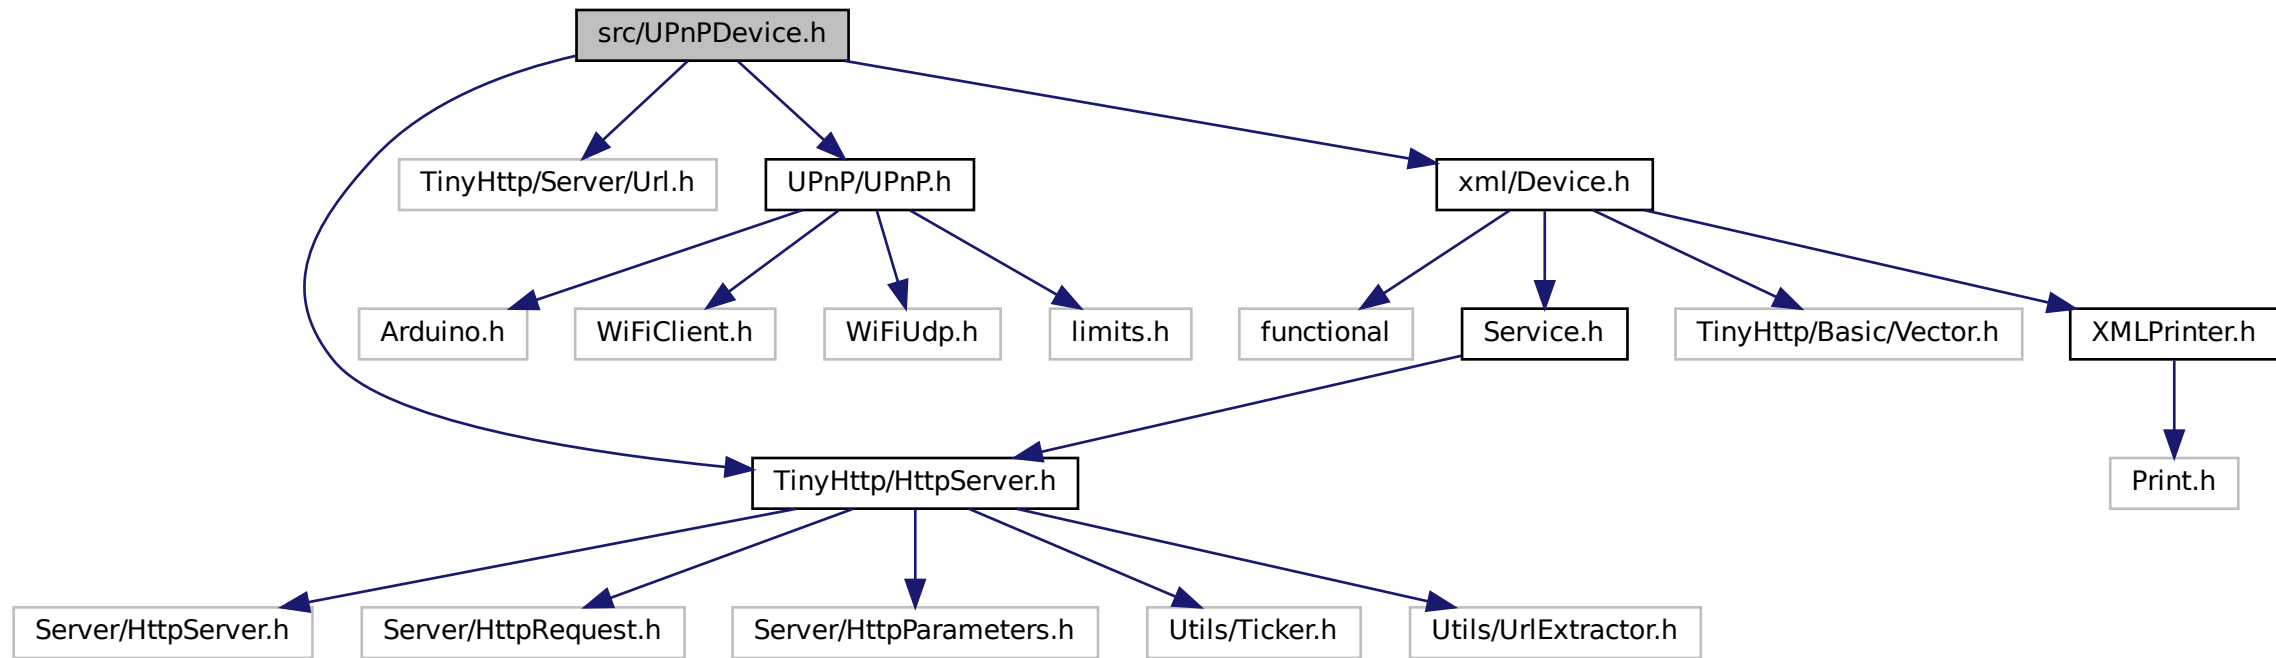 src/UPnPDevice.h
TinyHttp/Server/Url.h
UPnP/UPnP.h
xml/Device.h
Arduino.h
WiFiClient.h
WiFiUdp.h
limits.h
functional
Service.h
TinyHttp/Basic/Vector.h
XMLPrinter.h
TinyHttp/HttpServer.h
Print.h
Server/HttpServer.h
Server/HttpRequest.h
Server/HttpParameters.h
Utils/Ticker.h
Utils/UrlExtractor.h